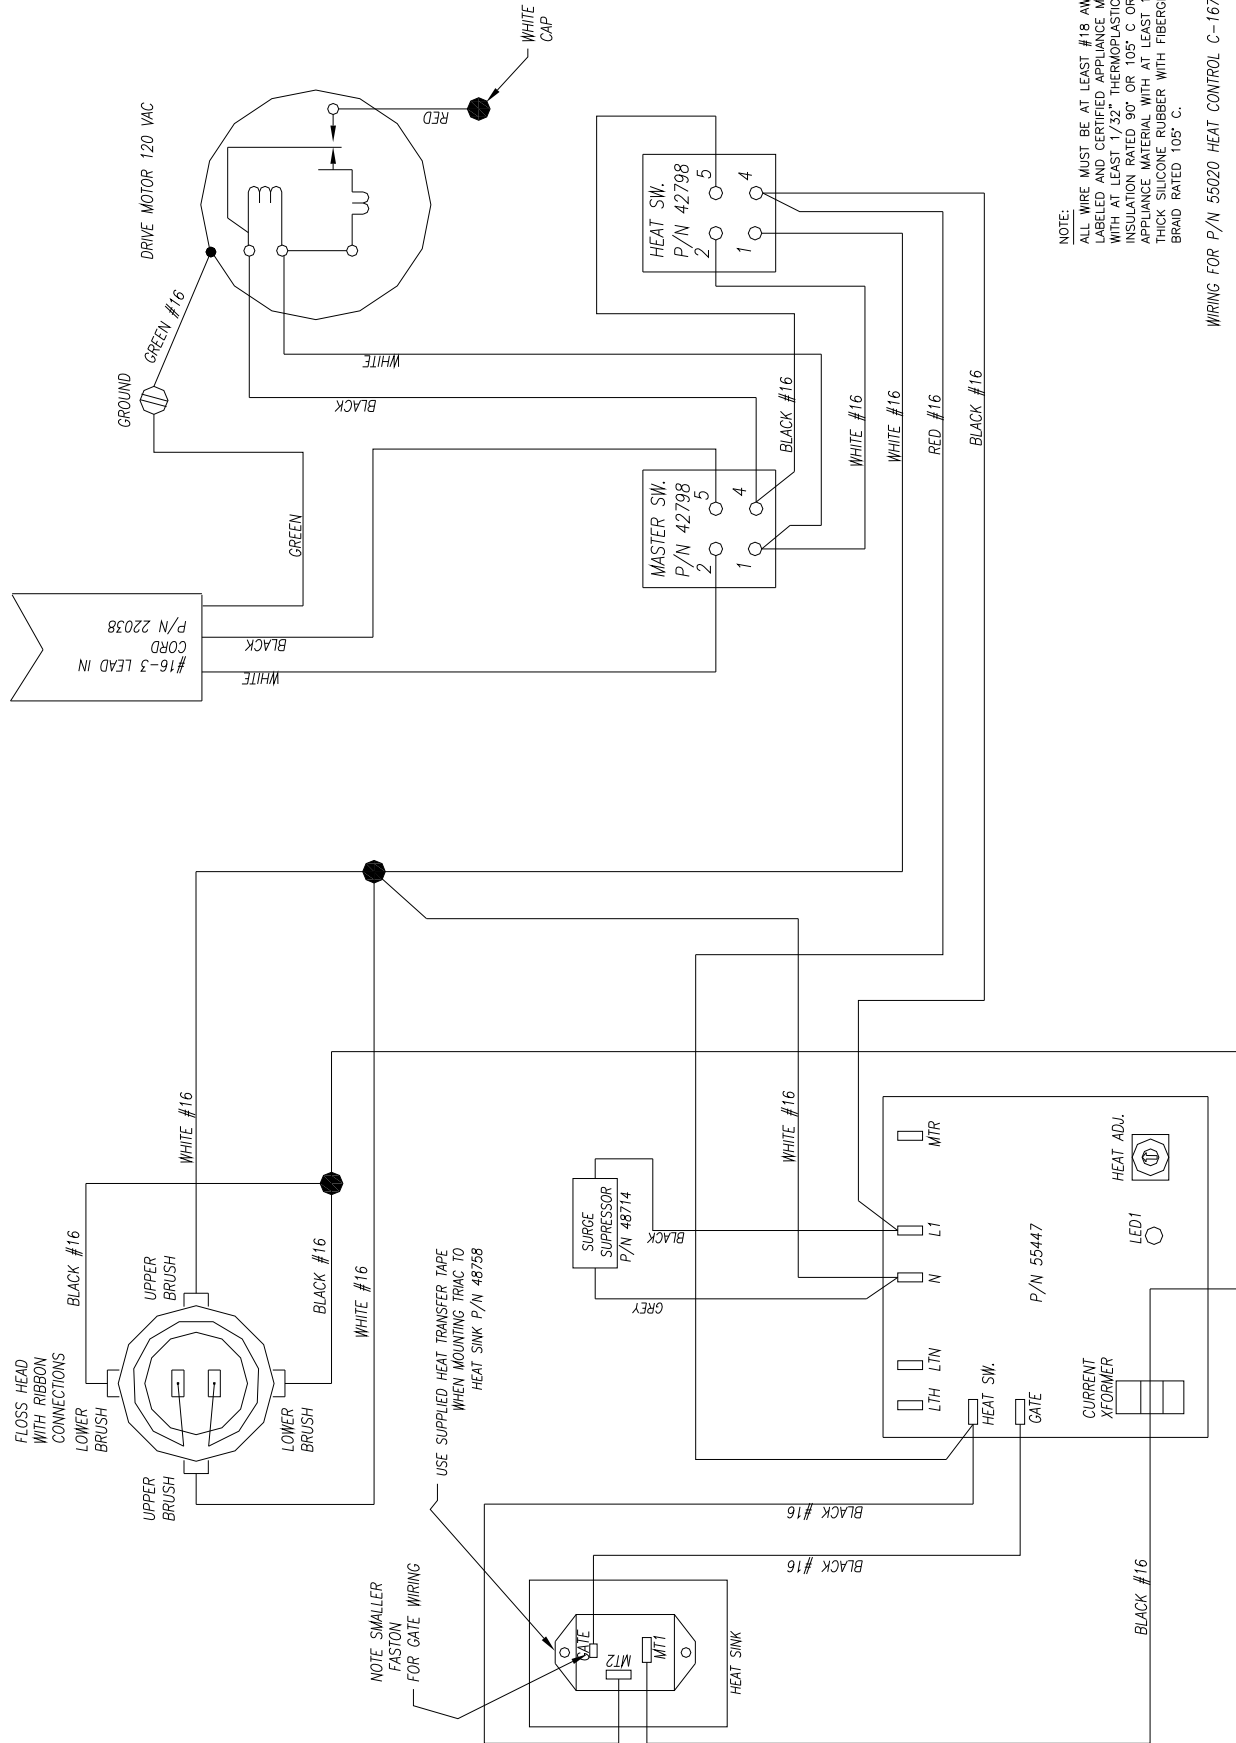 FLOSS HEAD
WITH RIBBON
CONNECTIONS
LOWER
BRUSH
UPPER
BRUSH
UPPER
BRUSH
LOWER
BRUSH
BLACK #16
WHITE #16
BLACK #16
WHITE #16
#16-3 LEAD IN
CORD
P/N 22038
WHITE
BLACK
GREEN
GROUND
GREEN #16
DRIVE MOTOR 120 VAC
RED
WHITE
CAP
BLACK
WHITE
NOTE SMALLER
FASTON
FOR GATE WIRING
USE SUPPLIED HEAT TRANSFER TAPE
WHEN MOUNTING TRIAC TO
HEAT SINK P/N 48758
GATE
MT2
MT1
HEAT SINK
BLACK #16
BLACK #16
SURGE
SUPRESSOR
P/N 48714
GREY
BLACK
WHITE #16
MASTER SW.
P/N 42798
2
5
1
4
HEAT SW.
P/N 42798
2
5
1
4
BLACK #16
WHITE #16
WHITE #16
RED #16
BLACK #16
LTH
LTN
N
L1
MTR
HEAT SW.
GATE
P/N 55447
CURRENT
XFORMER
LED1
HEAT ADJ.
BLACK #16
NOTE:
ALL WIRE MUST BE AT LEAST #18 AW
LABELED AND CERTIFIED APPLIANCE M
WITH AT LEAST 1/32" THERMOPLASTIC
INSULATION RATED 90° OR 105° C OR
APPLIANCE MATERIAL WITH AT LEAST 1
THICK SILICONE RUBBER WITH FIBERG
BRAID RATED 105° C.
WIRING FOR P/N 55020 HEAT CONTROL C-167